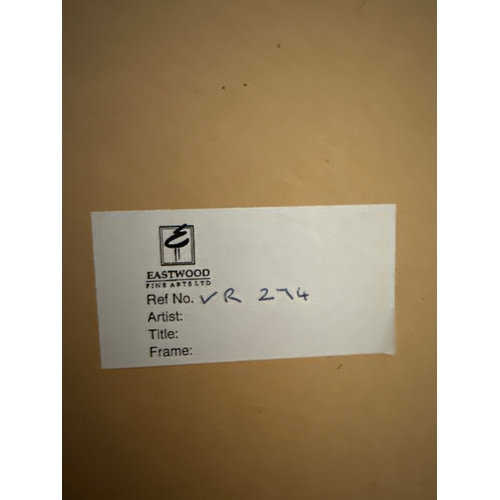 EASTWOOD
FINE ARTS LTD
Ref No. VR 274
Artist:
Title:
Frame: